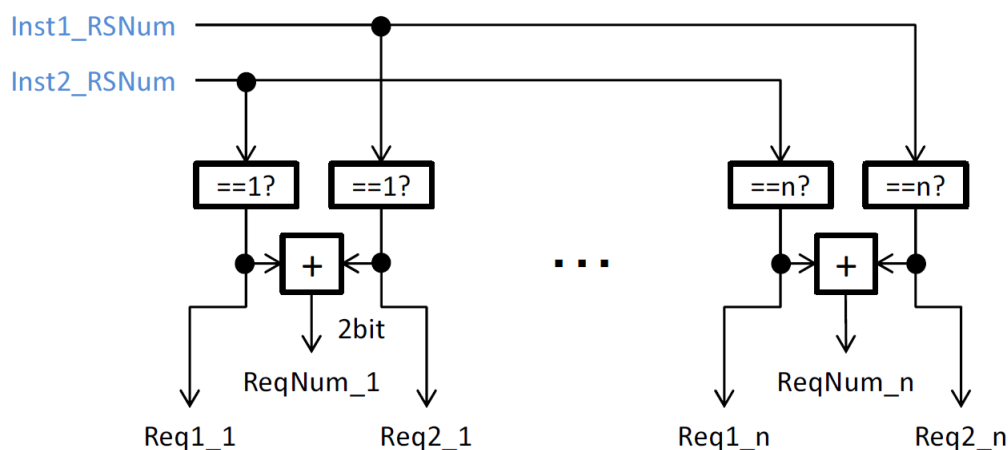 Inst1_RSNum
Inst2_RSNum
==1? ==1? ==n? ==n?
+ ... +
2bit
ReqNum_1 ReqNum_n
Req1_1 Req2_1 Req1_n Req2_n